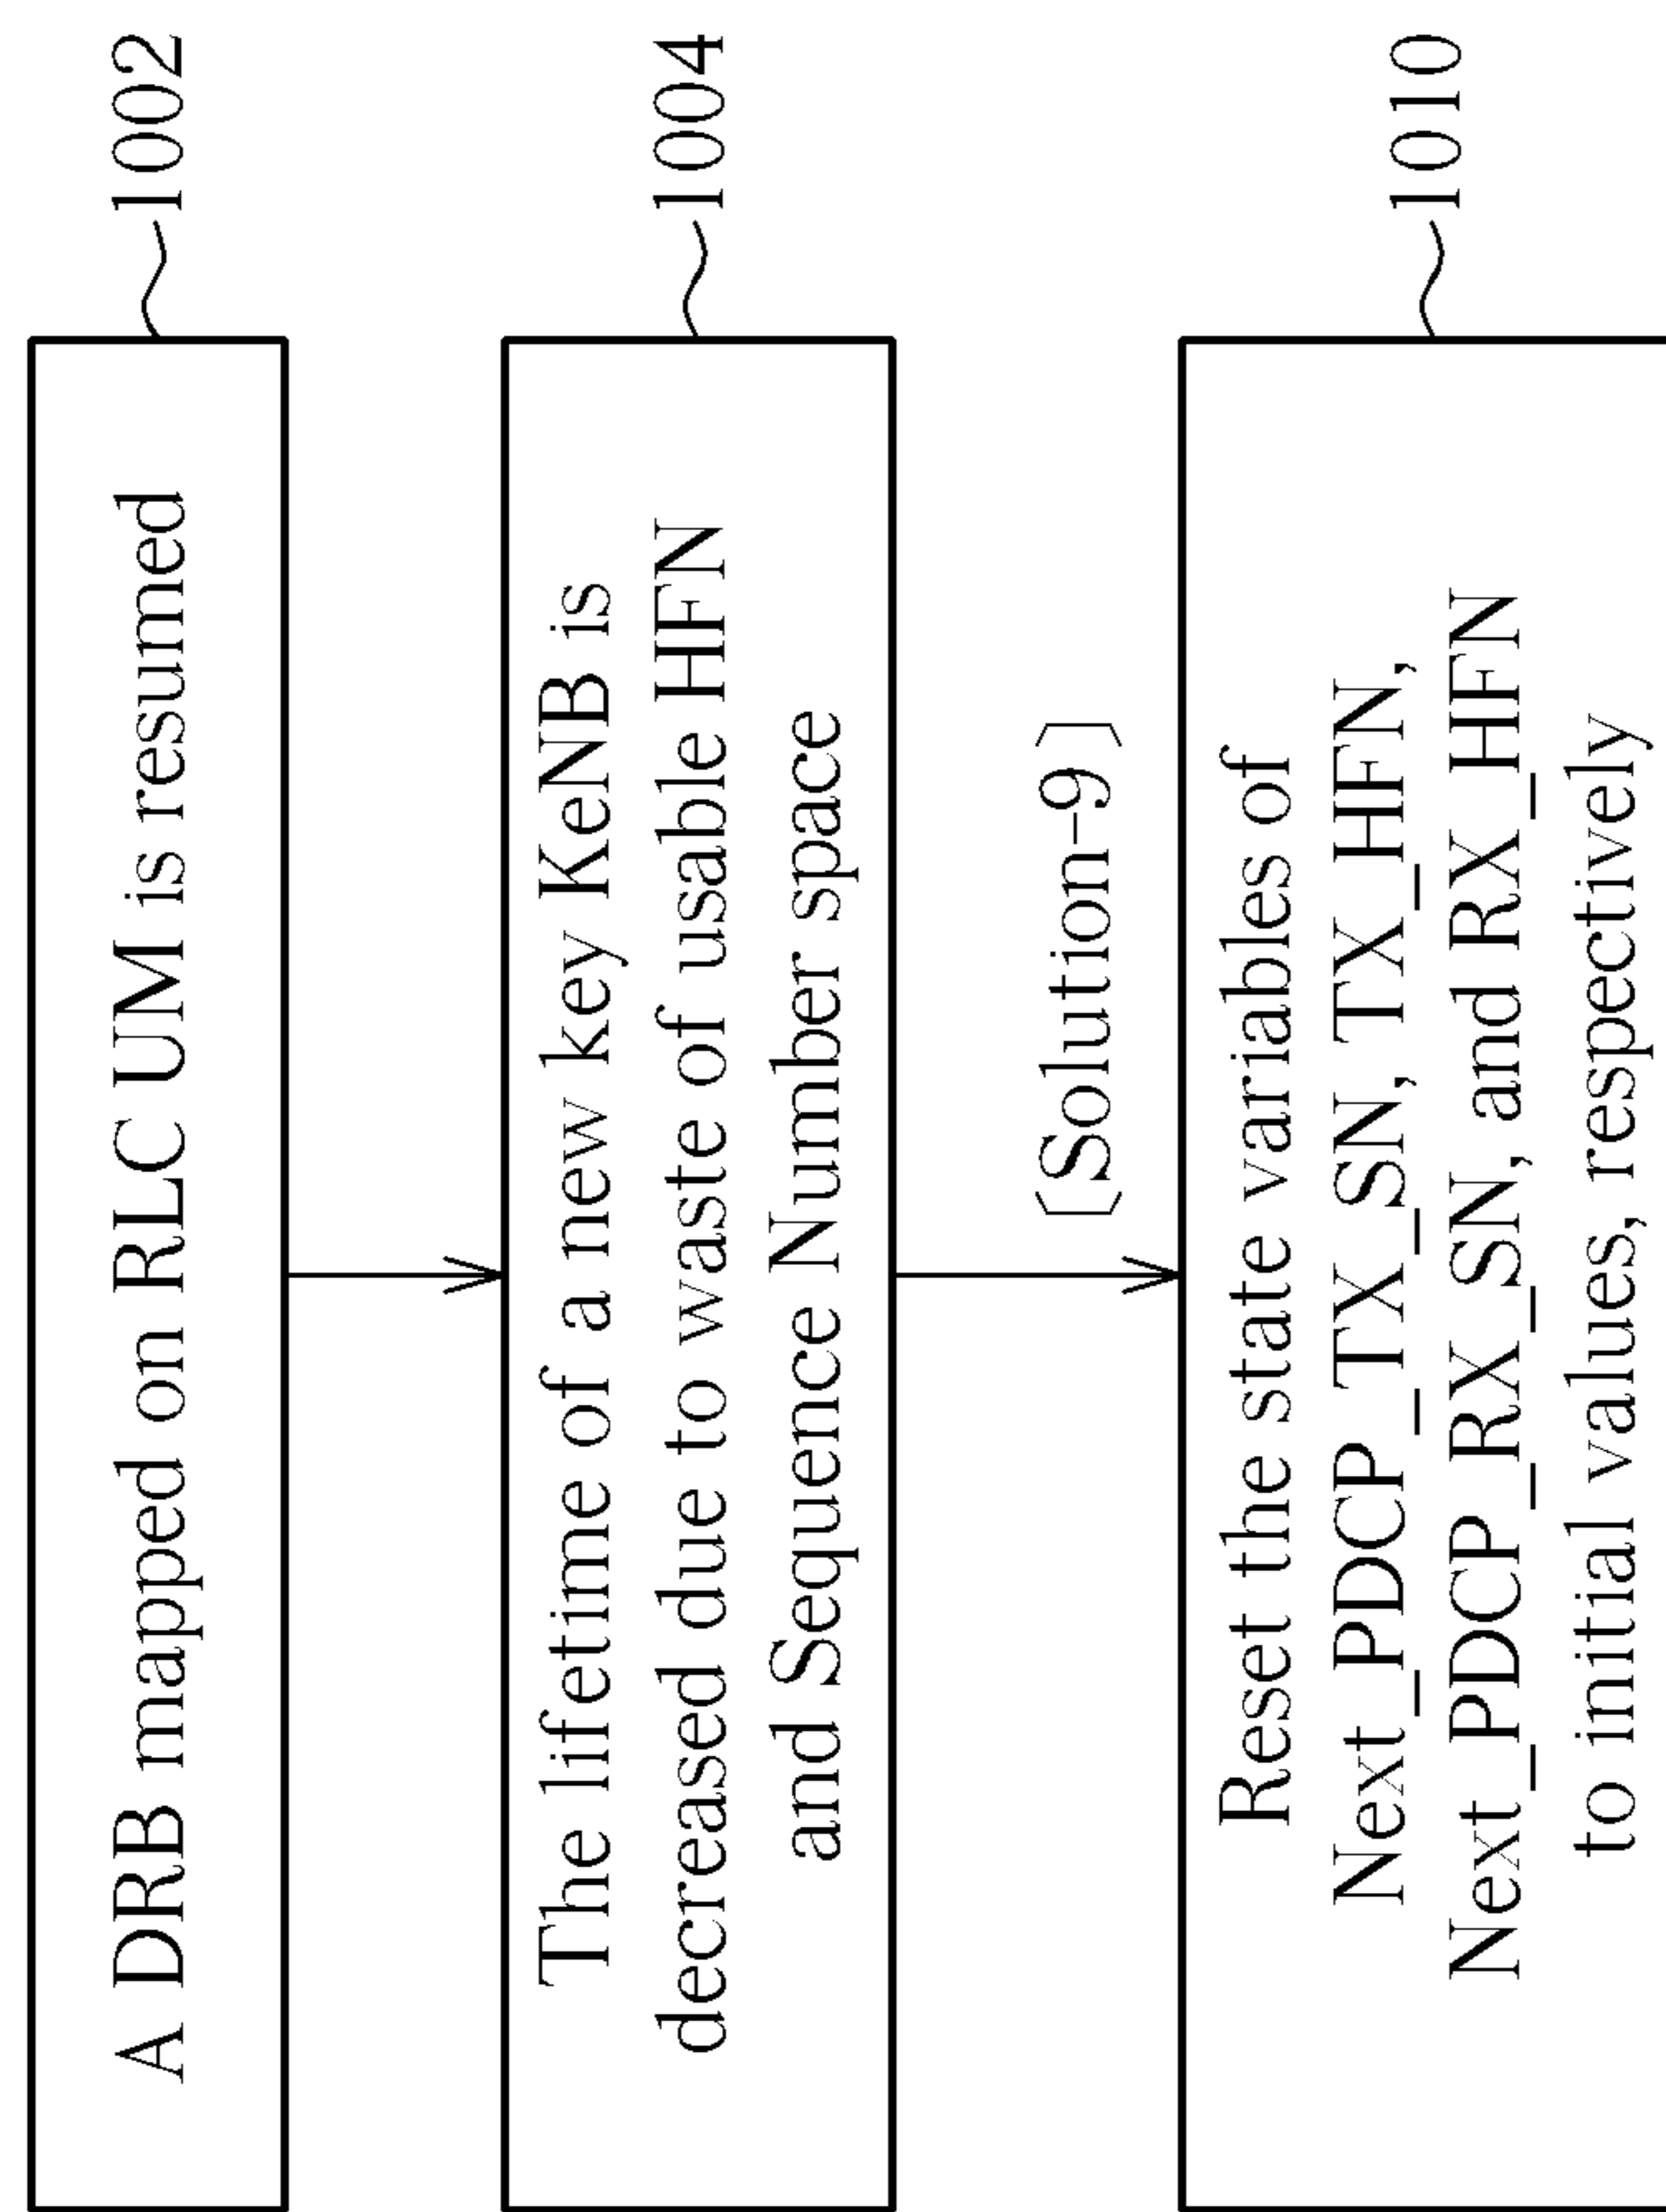 A DRB mapped on RLC UM is resumed
1002
The lifetime of a new key KeNB is
decreased due to waste of usable HFN
and Sequence Number space
1004
(Solution-9)
Reset the state variables of
Next_PDCP_TX_SN, TX_HFN,
Next_PDCP_RX_SN, and RX_HFN
to initial values, respectively
1010